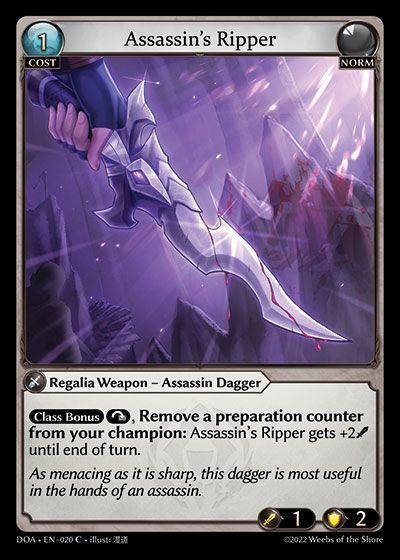 1
Assassin's Ripper
COST
NORM
Regalia Weapon – Assassin Dagger
Class Bonus , Remove a preparation counter
from your champion: Assassin's Ripper gets +2
until end of turn.
As menacing as it is sharp, this dagger is most useful
in the hands of an assassin.
1
2
DOA • EN-020 C • illust: 湿道
©2022 Weebs of the Shore